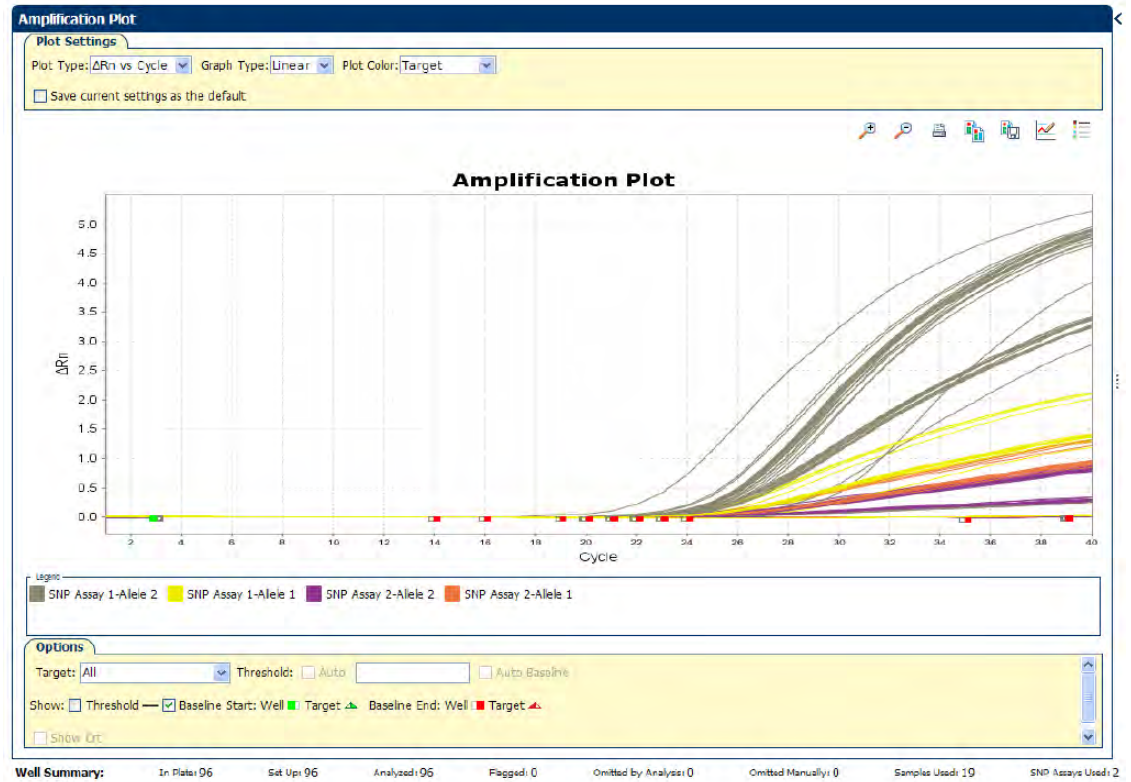 Amplification Plot
Plot Settings
Plot Type: ΔRn vs Cycle Graph Type: Linear Plot Color: Target
Save current settings as the default
Amplification Plot
5.0
4.5
4.0
3.5
3.0
2.5
2.0
1.5
1.0
0.5
0.0
ΔRn
2 4 6 8 10 12 14 16 18 20 22 24 26 28 30 32 34 36 38 40
Cycle
Legend
SNP Assay 1-Allele 2 SNP Assay 1-Allele 1 SNP Assay 2-Allele 2 SNP Assay 2-Allele 1
Options
Target: All Threshold: Auto Auto Baseline
Show: Threshold Baseline Start: Well Target Baseline End: Well Target
Show Crt
Well Summary: In Plate: 96 Set Up: 96 Analyzed: 96 Flagged: 0 Omitted by Analysis: 0 Omitted Manually: 0 Samples Used: 19 SNP Assays Used: 2